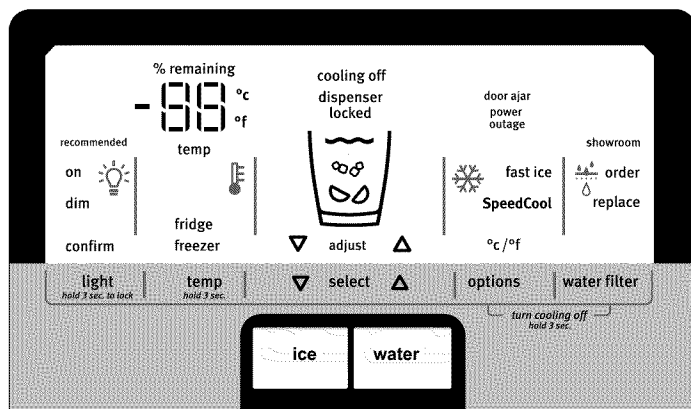 % remaining
-88 °c
°f
temp
cooling off
dispenser
locked
door ajar
power
outage
recommended
on
dim
confirm
fridge
freezer
adjust
fast ice
SpeedCool
°c/°f
showroom
order
replace
light
hold 3 sec. to lock
temp
hold 3 sec.
select
options
water filter
turn cooling off
hold 3 sec.
ice
water